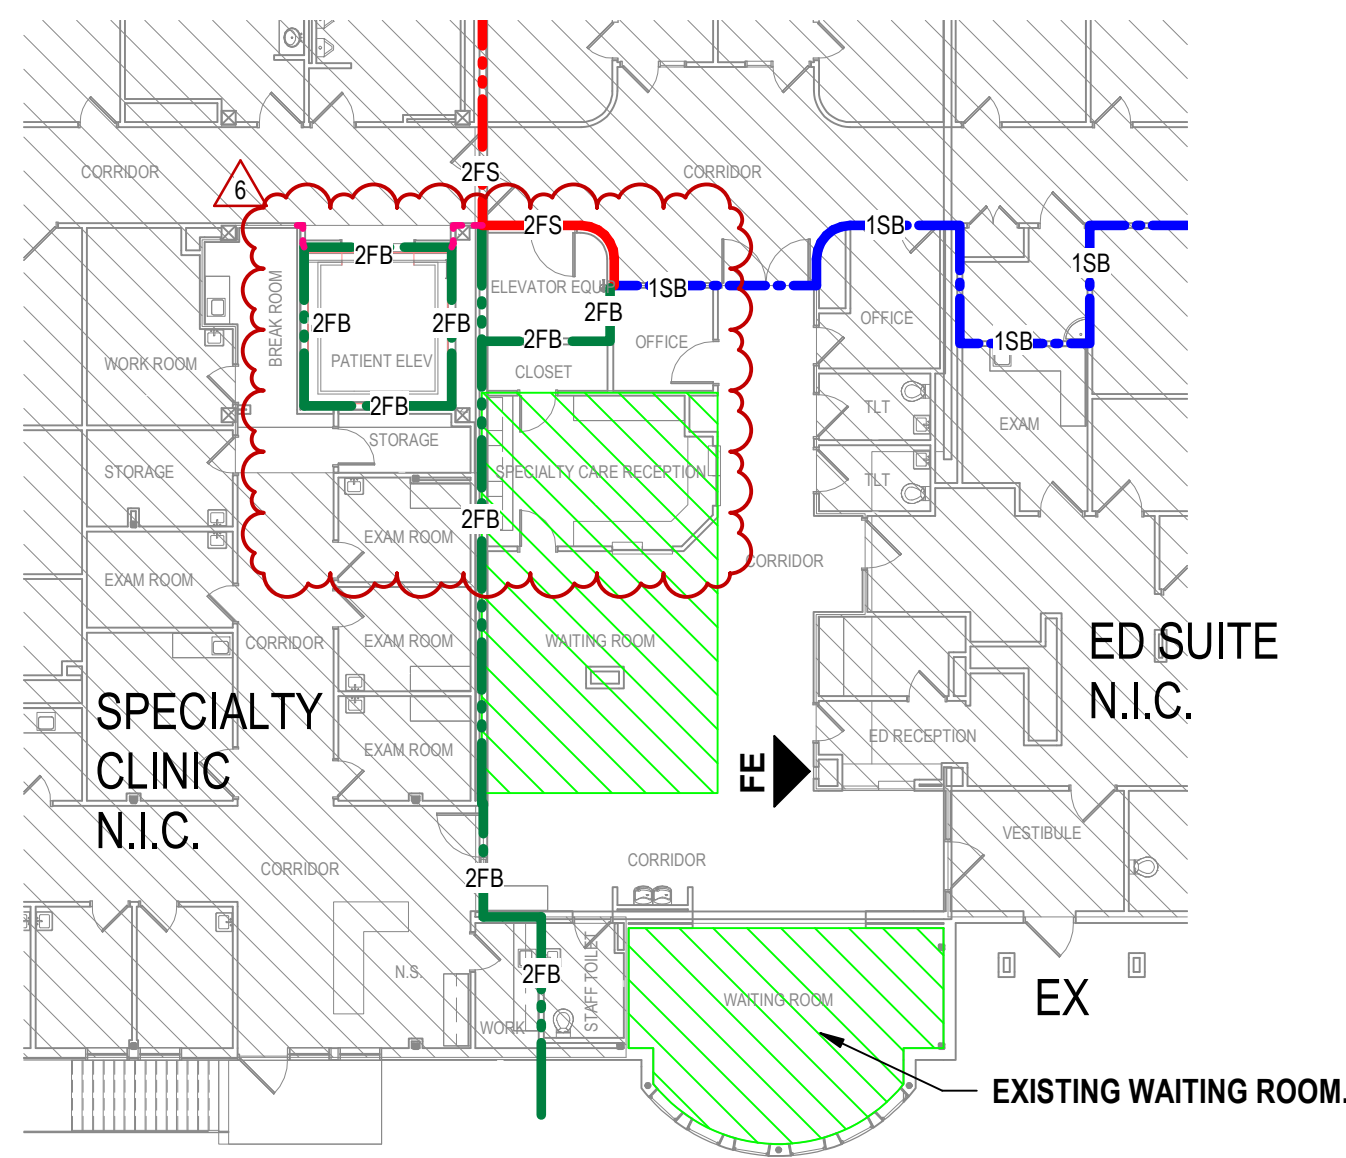 CORRIDOR
2FS
CORRIDOR
6
2FS
1SB
2FB
BREAK ROOM
ELEVATOR EQUIP
1SB
1SB
2FB
2FB
2FB
OFFICE
2FB
OFFICE
1SB
WORK ROOM
PATIENT ELEV
CLOSET
2FB
TLT
EXAM
STORAGE
STORAGE
SPECIALTY CARE RECEPTION
TLT
2FB
EXAM ROOM
EXAM ROOM
CORRIDOR
CORRIDOR
EXAM ROOM
WAITING ROOM
ED SUITE
N.I.C.
SPECIALTY
CLINIC
N.I.C.
EXAM ROOM
ED RECEPTION
FE
VESTIBULE
CORRIDOR
CORRIDOR
2FB
N.S.
2FB
STAFF TOILET
WORK
WAITING ROOM
EX
EXISTING WAITING ROOM.